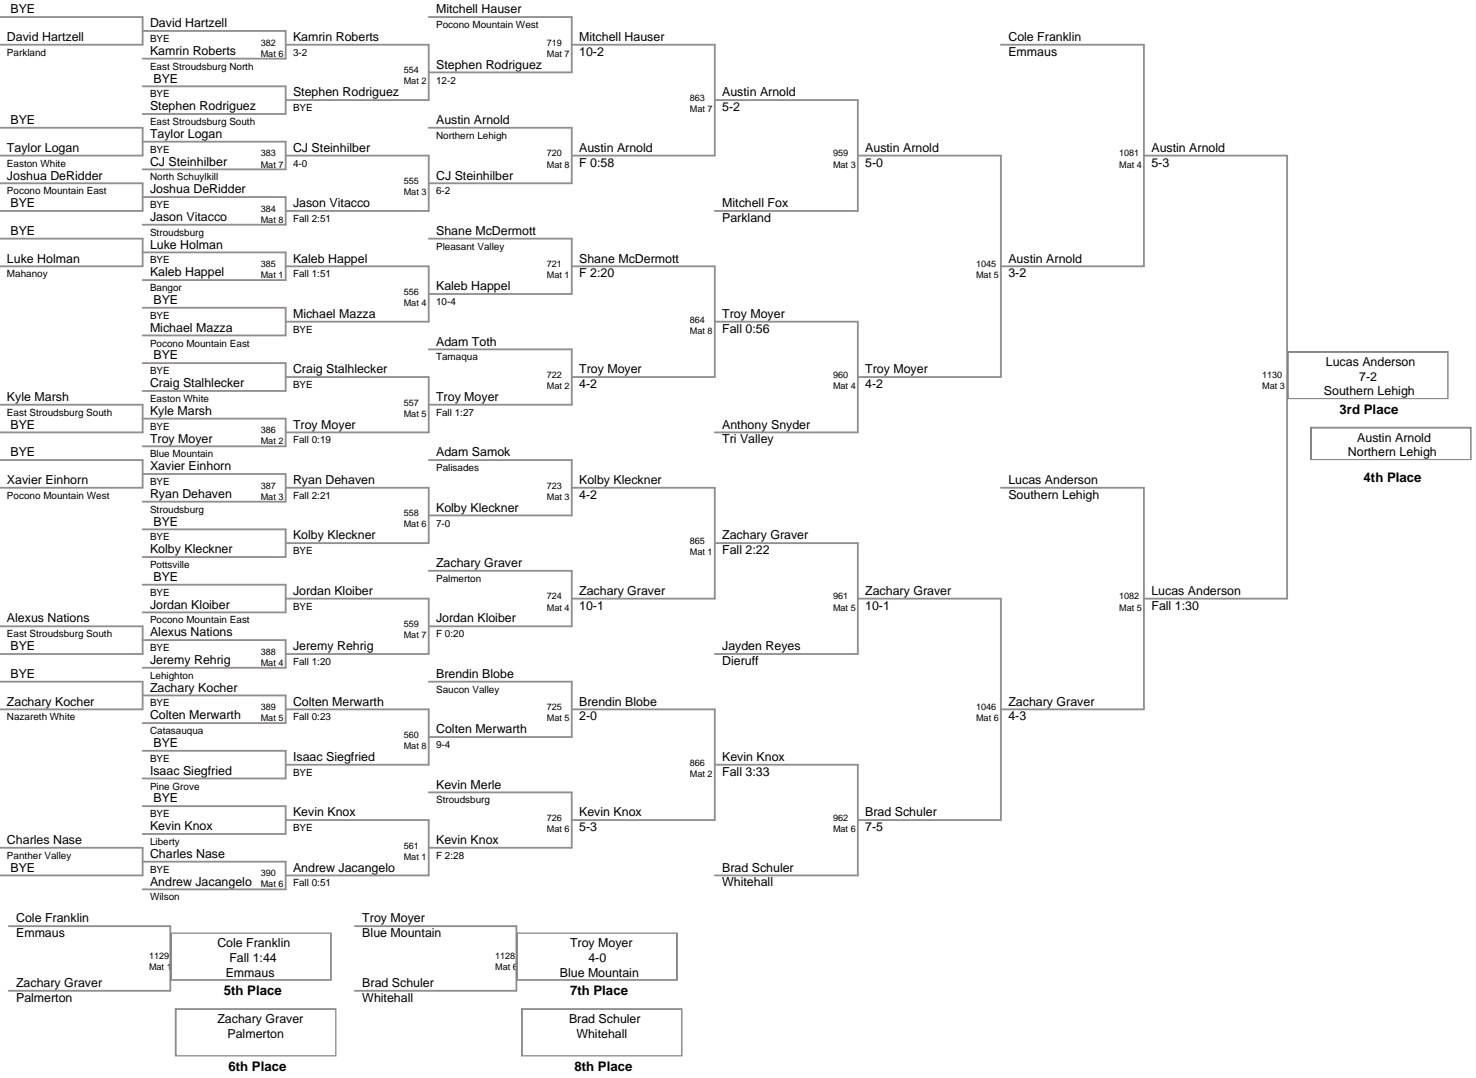 BYE
David Hartzell
Parkland
BYE
Taylor Logan
Easton White
Joshua DeRidder
Pocono Mountain East
BYE
BYE
Luke Holman
Mahanoy
Kyle Marsh
East Stroudsburg South
BYE
BYE
Xavier Einhorn
Pocono Mountain West
Alexus Nations
East Stroudsburg South
BYE
BYE
Zachary Kocher
Nazareth White
Charles Nase
Panther Valley
BYE
David Hartzell
BYE
382
Kamrin Roberts
Mat 6
East Stroudsburg North
BYE
BYE
Stephen Rodriguez
East Stroudsburg South
Taylor Logan
BYE
383
CJ Steinhilber
Mat 7
North Schuylkill
Joshua DeRidder
BYE
384
Jason Vitacco
Mat 8
Stroudsburg
Luke Holman
BYE
385
Kaleb Happel
Mat 1
Bangor
BYE
BYE
Michael Mazza
Pocono Mountain East
BYE
BYE
Craig Stalhlecker
Easton White
Kyle Marsh
BYE
386
Troy Moyer
Mat 2
Blue Mountain
Xavier Einhorn
BYE
387
Ryan Dehaven
Mat 3
Stroudsburg
BYE
BYE
Kolby Kleckner
Pottsville
BYE
BYE
Jordan Kloiber
Pocono Mountain East
Alexus Nations
BYE
388
Jeremy Rehrig
Mat 4
Lehighton
Zachary Kocher
BYE
389
Colten Merwarth
Mat 5
Catasauqua
BYE
BYE
Isaac Siegfried
Pine Grove
BYE
BYE
Kevin Knox
Liberty
Charles Nase
BYE
390
Andrew Jacangelo
Mat 6
Wilson
Kamrin Roberts
3-2
554
Mat 2
Stephen Rodriguez
BYE
CJ Steinhilber
4-0
555
Mat 3
Jason Vitacco
Fall 2:51
Kaleb Happel
Fall 1:51
556
Mat 4
Michael Mazza
BYE
Craig Stalhlecker
BYE
557
Mat 5
Troy Moyer
Fall 0:19
Ryan Dehaven
Fall 2:21
558
Mat 6
Kolby Kleckner
BYE
Jordan Kloiber
BYE
559
Mat 7
Jeremy Rehrig
Fall 1:20
Colten Merwarth
Fall 0:23
560
Mat 8
Isaac Siegfried
BYE
Kevin Knox
BYE
561
Mat 1
Andrew Jacangelo
Fall 0:51
Mitchell Hauser
Pocono Mountain West
719
Mat 7
Stephen Rodriguez
12-2
Austin Arnold
Northern Lehigh
720
Mat 8
CJ Steinhilber
6-2
Shane McDermott
Pleasant Valley
721
Mat 1
Kaleb Happel
10-4
Adam Toth
Tamaqua
722
Mat 2
Troy Moyer
Fall 1:27
Adam Samok
Palisades
723
Mat 3
Kolby Kleckner
7-0
Zachary Graver
Palmerton
724
Mat 4
Jordan Kloiber
F 0:20
Brendin Blobe
Saucon Valley
725
Mat 5
Colten Merwarth
9-4
Kevin Merle
Stroudsburg
726
Mat 6
Kevin Knox
F 2:28
Mitchell Hauser
10-2
863
Mat 7
Austin Arnold
F 0:58
Shane McDermott
F 2:20
864
Mat 8
Troy Moyer
4-2
Kolby Kleckner
4-2
865
Mat 1
Zachary Graver
10-1
Brendin Blobe
2-0
866
Mat 2
Kevin Knox
5-3
Austin Arnold
5-2
959
Mat 3
Mitchell Fox
Parkland
Troy Moyer
Fall 0:56
960
Mat 4
Anthony Snyder
Tri Valley
Zachary Graver
Fall 2:22
961
Mat 5
Jayden Reyes
Dieruff
Kevin Knox
Fall 3:33
962
Mat 6
Brad Schuler
Whitehall
Austin Arnold
5-0
1045
Mat 5
Troy Moyer
4-2
Zachary Graver
10-1
1046
Mat 6
Brad Schuler
7-5
Cole Franklin
Emmaus
1081
Mat 4
Austin Arnold
3-2
Lucas Anderson
Southern Lehigh
1082
Mat 5
Zachary Graver
4-3
Austin Arnold
5-3
1130
Mat 3
Lucas Anderson
Fall 1:30
Lucas Anderson
7-2
Southern Lehigh
3rd Place
Austin Arnold
Northern Lehigh
4th Place
Cole Franklin
Emmaus
1129
Mat 1
Zachary Graver
Palmerton
Cole Franklin
Fall 1:44
Emmaus
5th Place
Zachary Graver
Palmerton
6th Place
Troy Moyer
Blue Mountain
1128
Mat 6
Brad Schuler
Whitehall
Troy Moyer
4-0
Blue Mountain
7th Place
Brad Schuler
Whitehall
8th Place